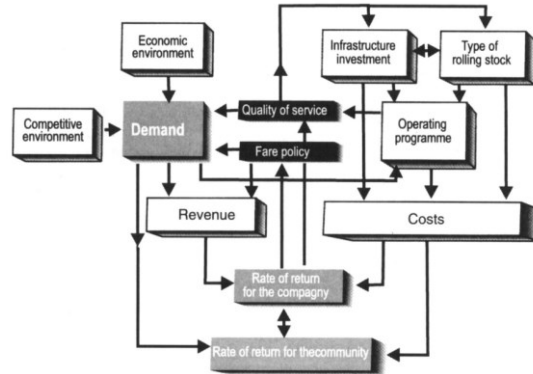 Economic
environment
Infrastructure
investment
Type of
rolling stock
Competitive
environment
Demand
Quality of service
Fare policy
Operating
programme
Revenue
Costs
Rate of return
for the compagny
Rate of return for thecommunity